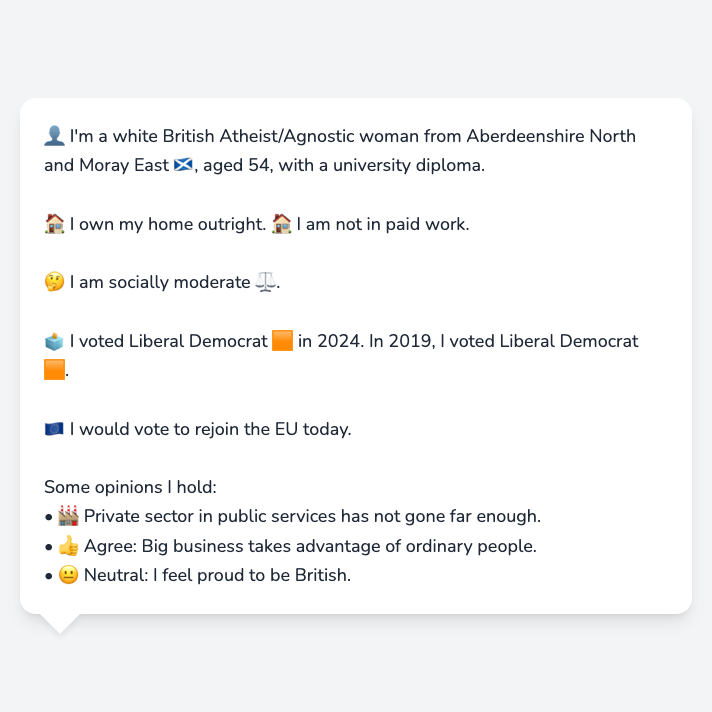 👤 I'm a white British Atheist/Agnostic woman from Aberdeenshire North
and Moray East 🏴󠁧󠁢󠁳󠁣󠁴󠁿, aged 54, with a university diploma.
🏠 I own my home outright. 🏠 I am not in paid work.
🤔 I am socially moderate ⚖️.
🗳️ I voted Liberal Democrat 🟧 in 2024. In 2019, I voted Liberal Democrat
🟧.
🇪🇺 I would vote to rejoin the EU today.
Some opinions I hold:
• 🏭 Private sector in public services has not gone far enough.
• 👍 Agree: Big business takes advantage of ordinary people.
• 😐 Neutral: I feel proud to be British.